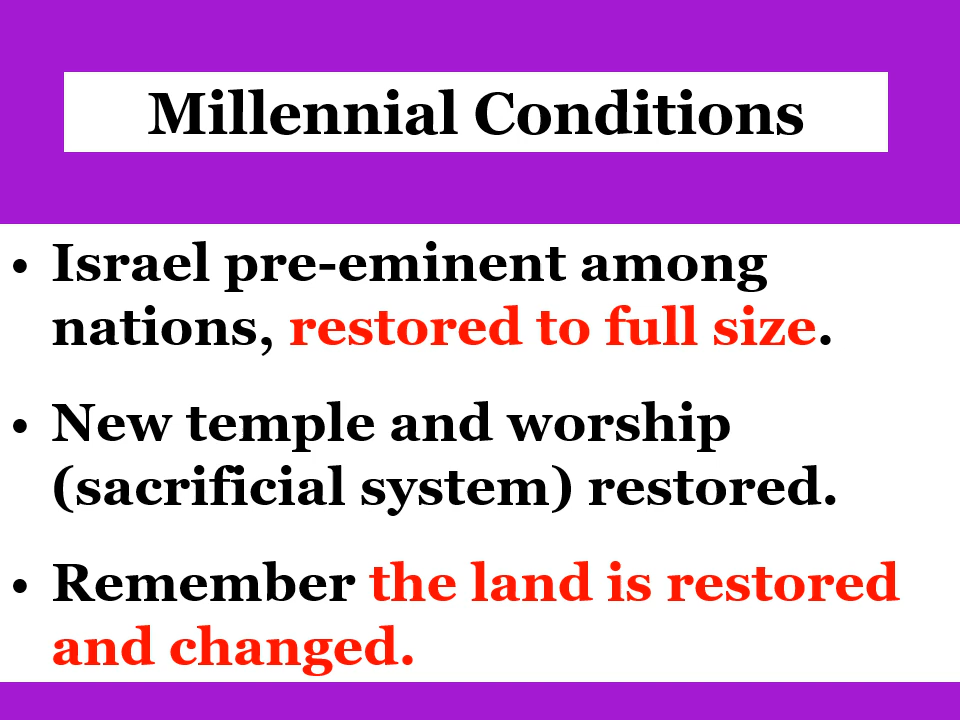 Millennial Conditions
• Israel pre-eminent among
nations, restored to full size.
• New temple and worship
(sacrificial system) restored.
• Remember the land is restored
and changed.